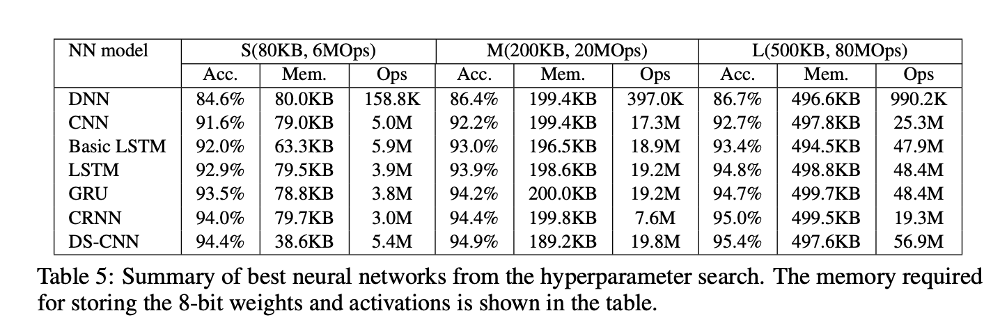 NN model S(80KB, 6MOps) M(200KB, 20MOps) L(500KB, 80MOps)
Acc. Mem. Ops Acc. Mem. Ops Acc. Mem. Ops
DNN 84.6% 80.0KB 158.8K 86.4% 199.4KB 397.0K 86.7% 496.6KB 990.2K
CNN 91.6% 79.0KB 5.0M 92.2% 199.4KB 17.3M 92.7% 497.8KB 25.3M
Basic LSTM 92.0% 63.3KB 5.9M 93.0% 196.5KB 18.9M 93.4% 494.5KB 47.9M
LSTM 92.9% 79.5KB 3.9M 93.9% 198.6KB 19.2M 94.8% 498.8KB 48.4M
GRU 93.5% 78.8KB 3.8M 94.2% 200.0KB 19.2M 94.7% 499.7KB 48.4M
CRNN 94.0% 79.7KB 3.0M 94.4% 199.8KB 7.6M 95.0% 499.5KB 19.3M
DS-CNN 94.4% 38.6KB 5.4M 94.9% 189.2KB 19.8M 95.4% 497.6KB 56.9M
Table 5: Summary of best neural networks from the hyperparameter search. The memory required
for storing the 8-bit weights and activations is shown in the table.